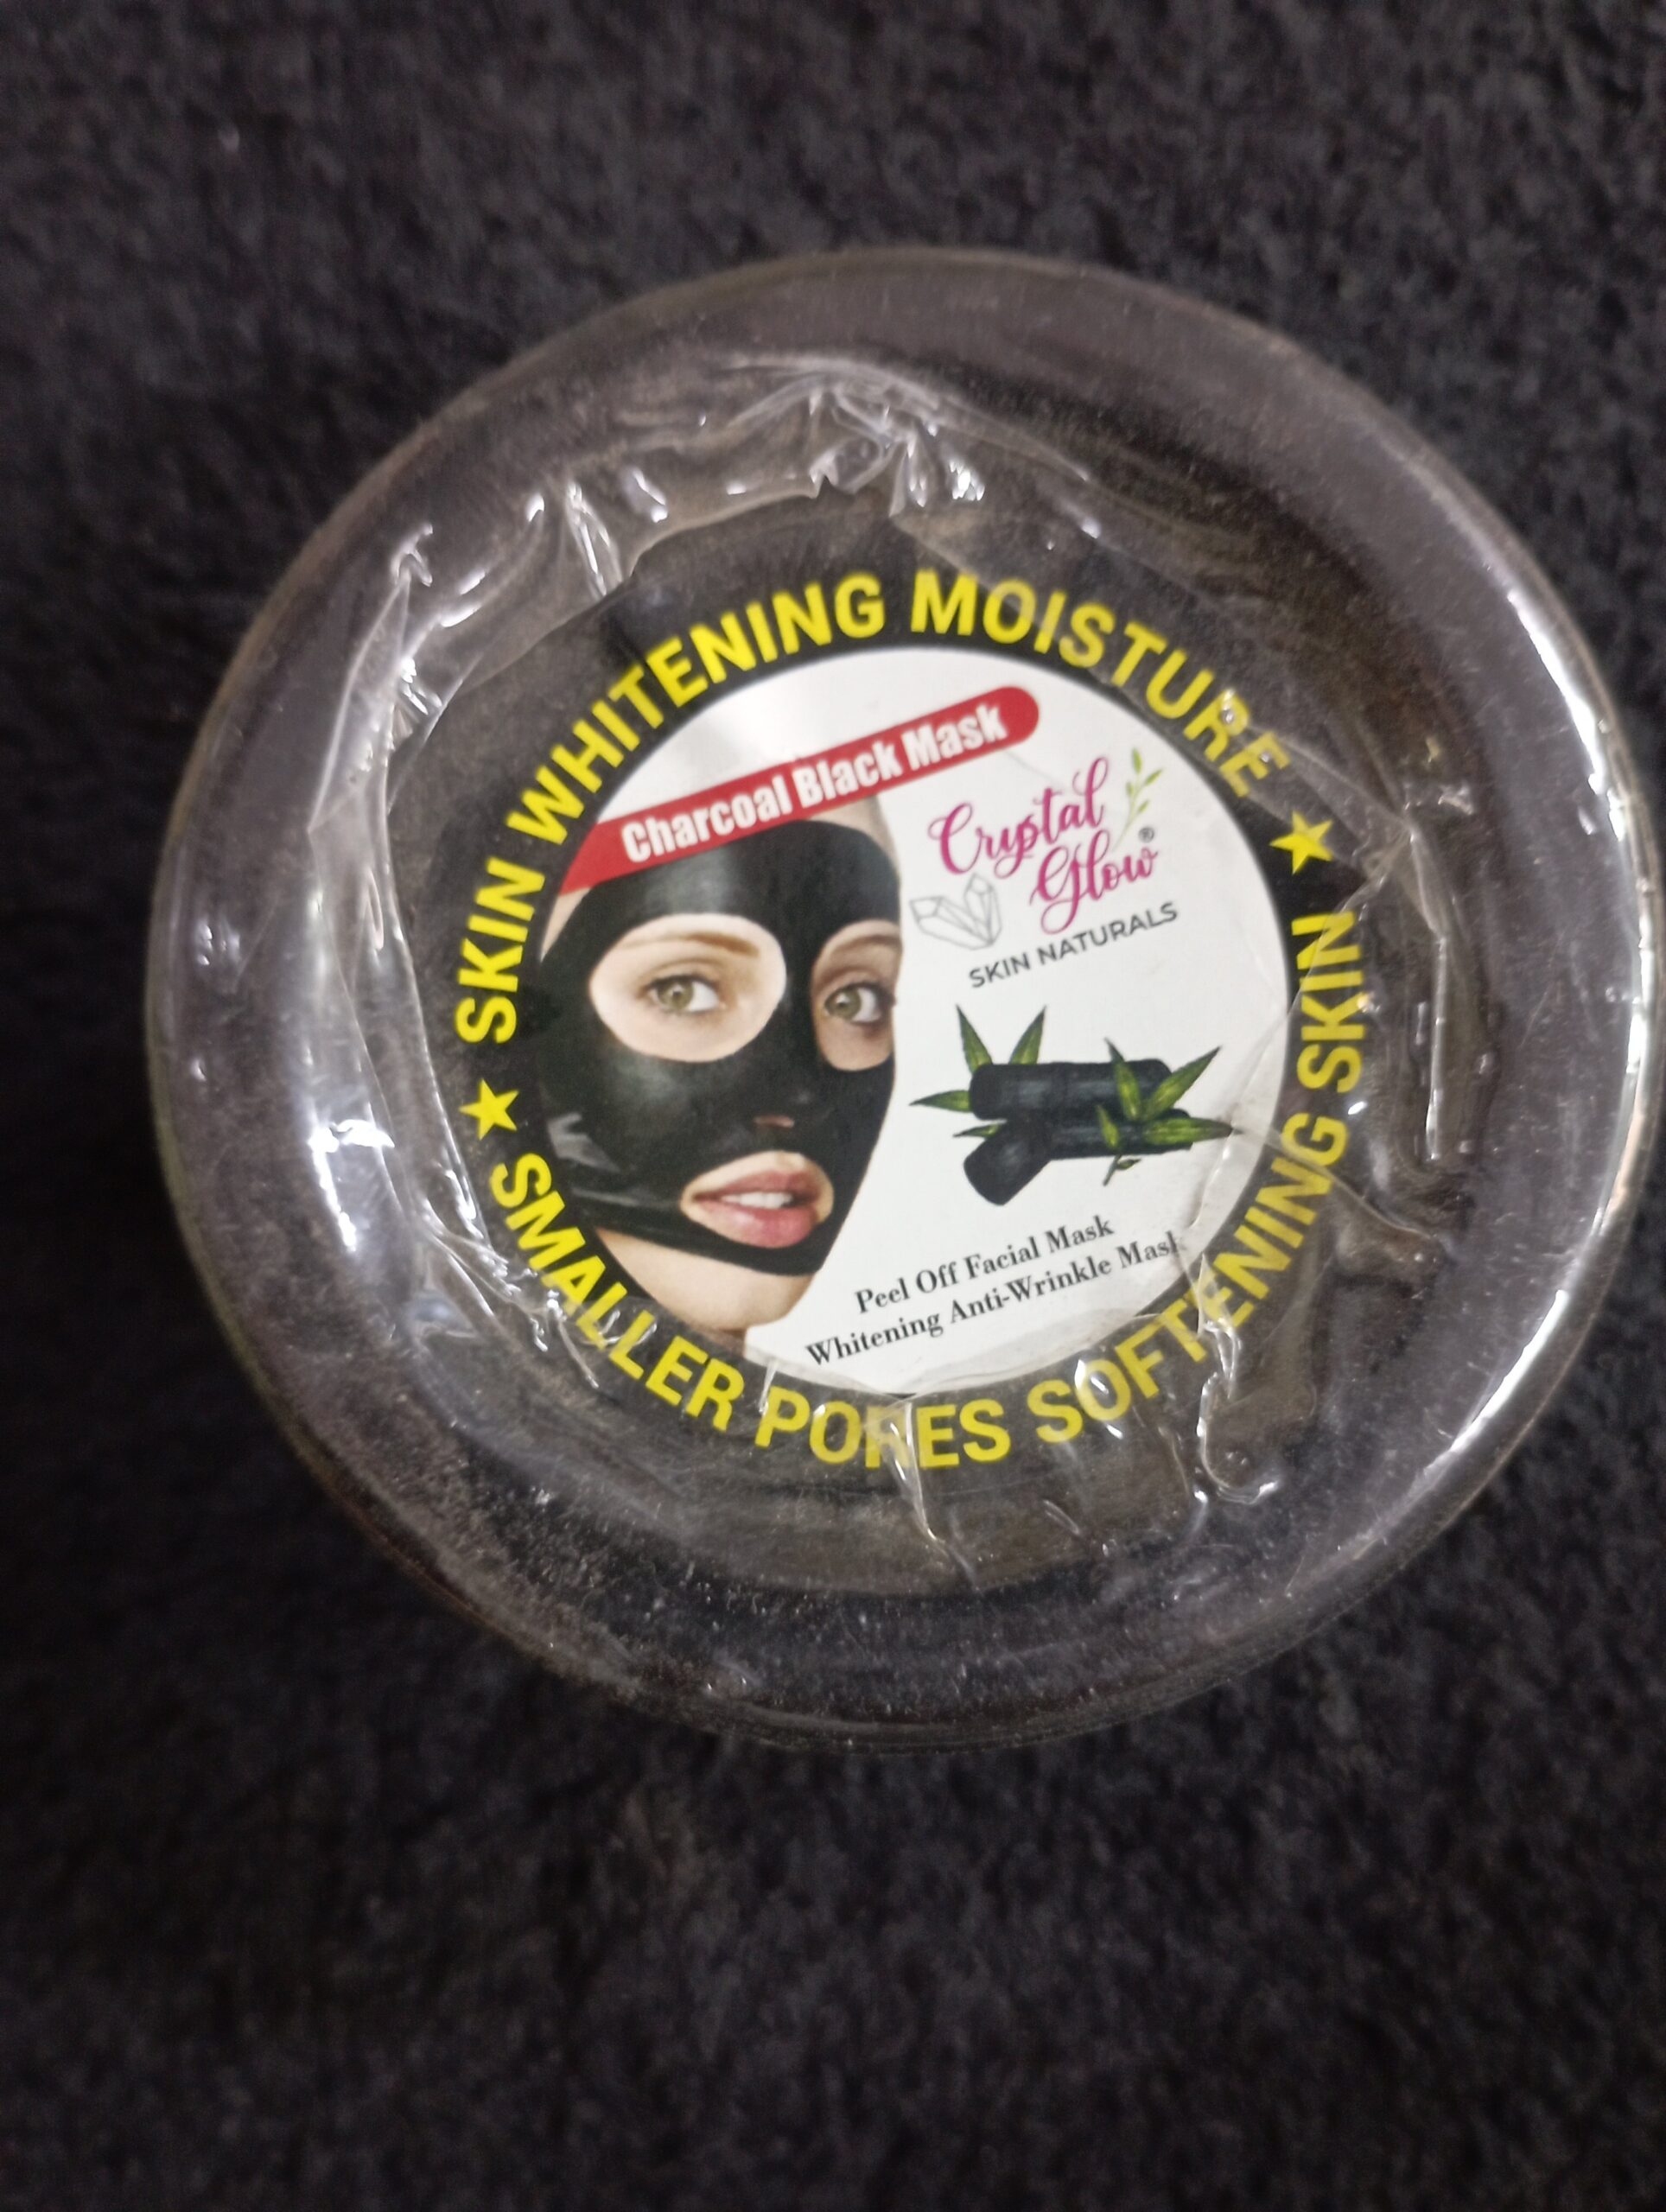 SKIN WHITENING MOISTURE
Charcoal Black Mask
Crystal
Glow®
SKIN NATURALS
Peel Off Facial Mask
Whitening Anti-Wrinkle Mask
SMALLER PORES SOFTENING SKIN